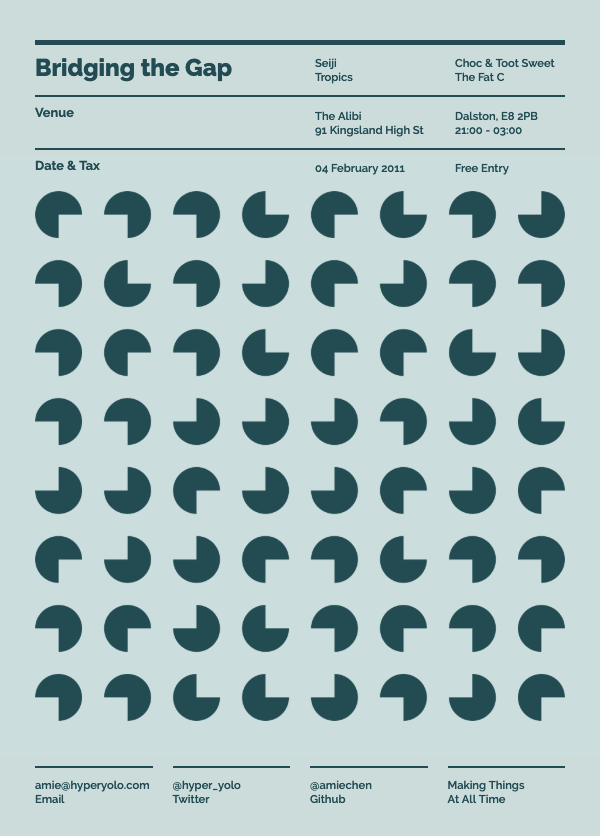 Bridging the Gap
Seiji
Tropics
Choc & Toot Sweet
The Fat C
Venue
The Alibi
91 Kingsland High St
Dalston, E8 2PB
21:00 - 03:00
Date & Tax
04 February 2011
Free Entry
amie@hyperyolo.com
Email
@hyper_yolo
Twitter
@amiechen
Github
Making Things
At All Time